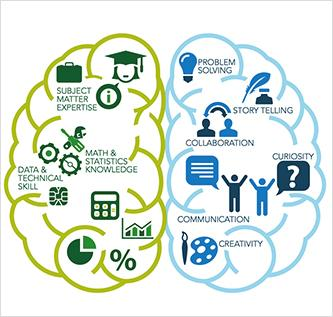 SUBJECT
MATTER
EXPERTISE
i
MATH &
STATISTICS
KNOWLEDGE
DATA &
TECHNICAL
SKILL
%
PROBLEM
SOLVING
STORY TELLING
COLLABORATION
CURIOSITY
?
COMMUNICATION
CREATIVITY